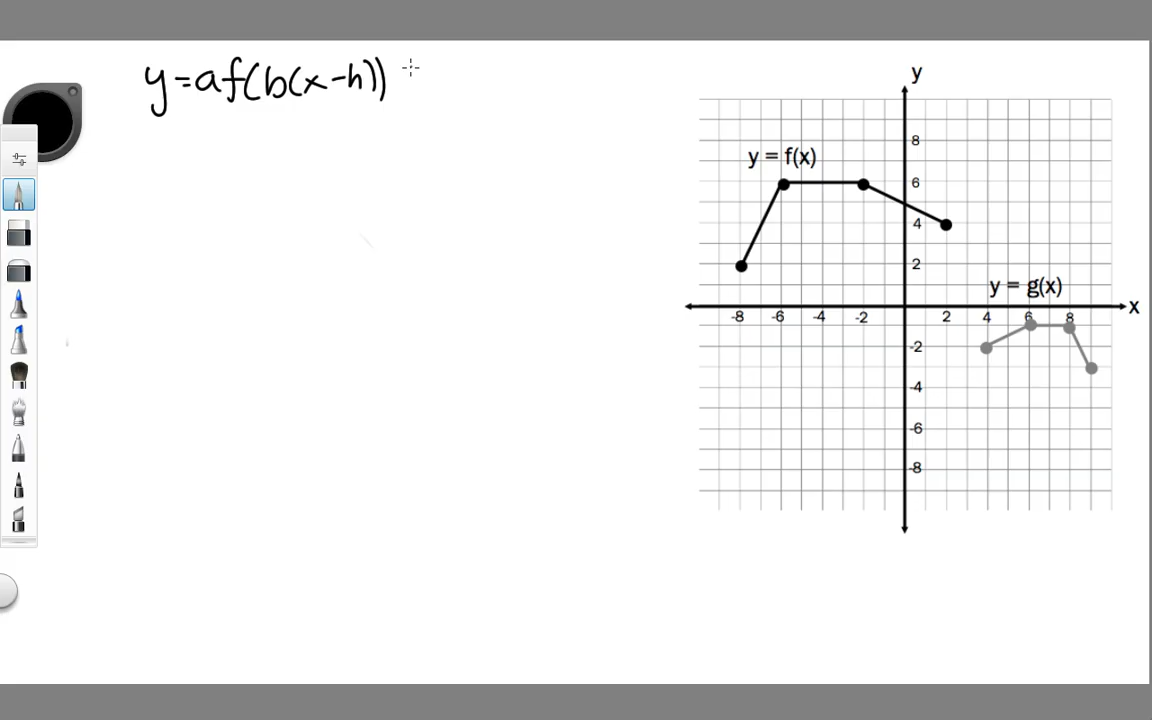 y=af(b(x-h))
y
8
y = f(x)
6
4
2
y = g(x)
x
-8 -6 -4 -2 2 4 6 8
-2
-4
-6
-8